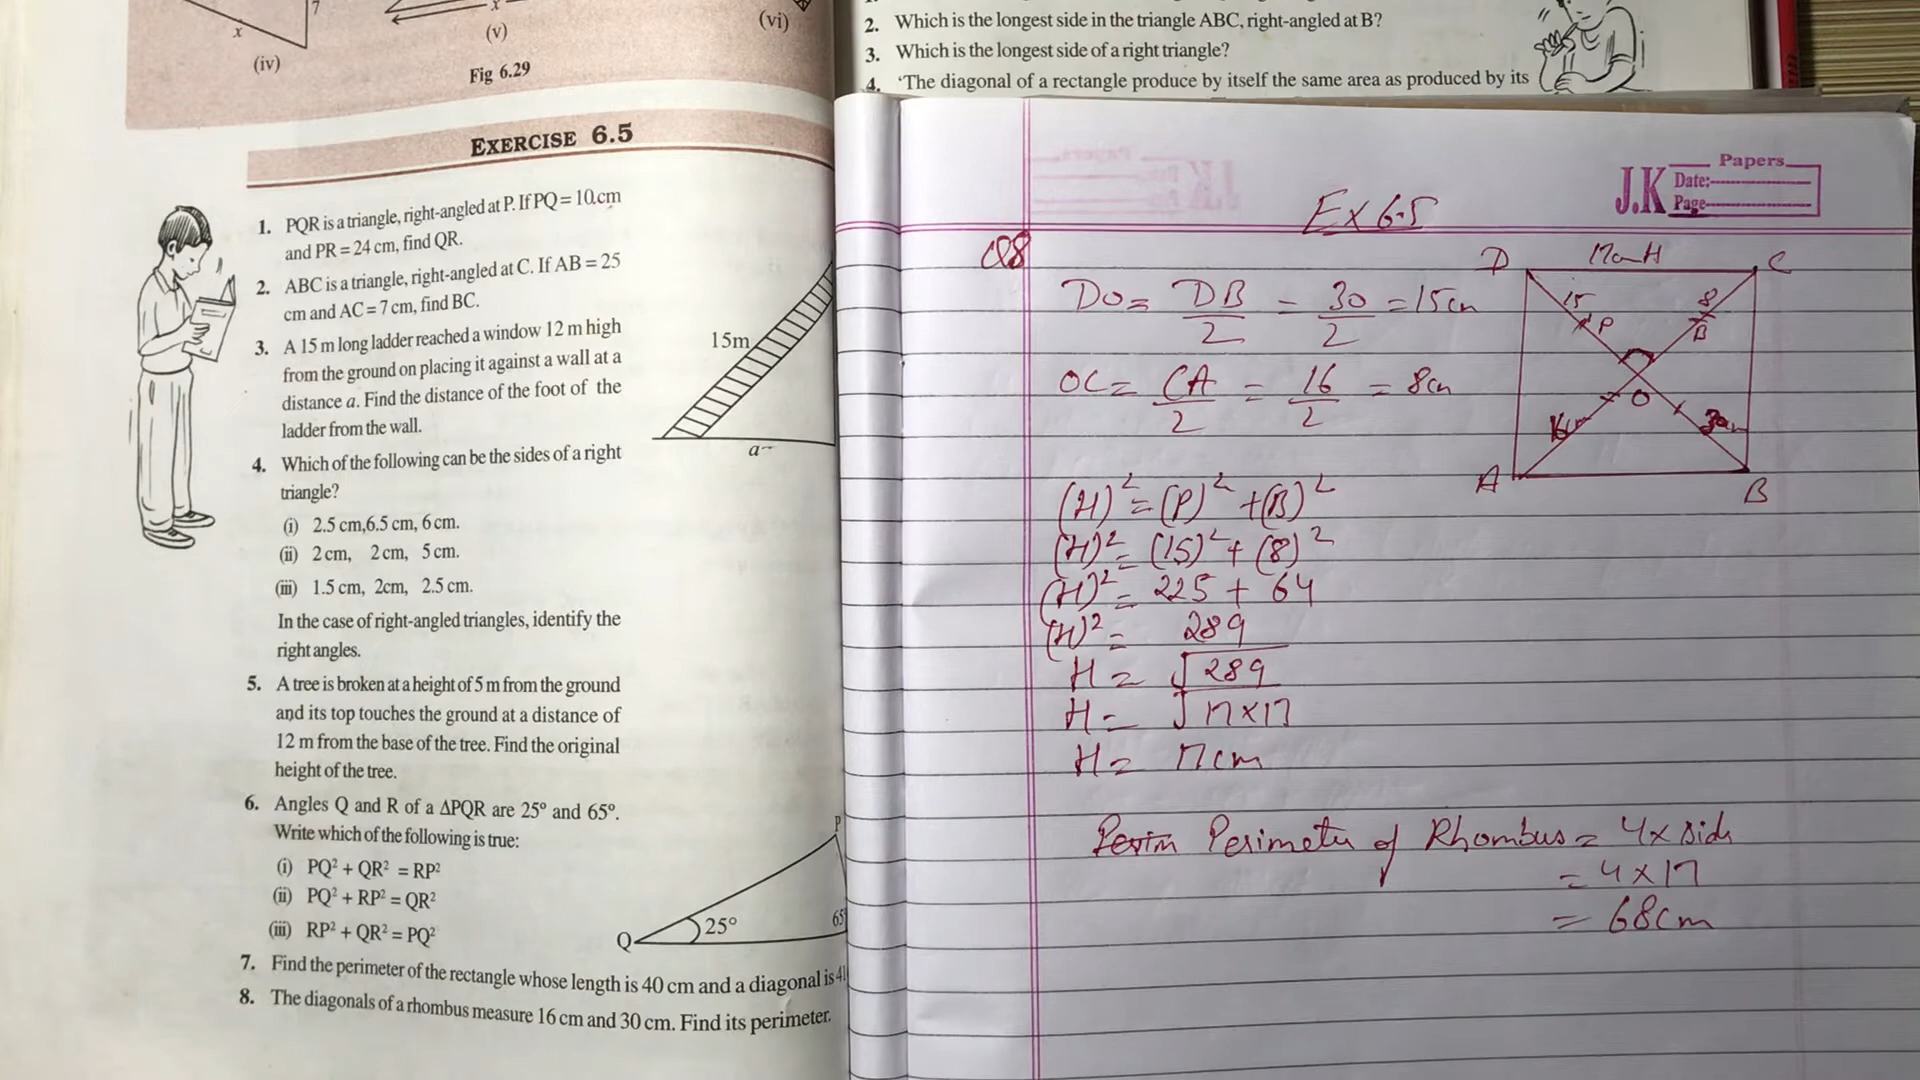 x
7
(iv)
x
(v)
(vi)
Fig 6.29
2. Which is the longest side in the triangle ABC, right-angled at B?
3. Which is the longest side of a right triangle?
4. ‘The diagonal of a rectangle produce by itself the same area as produced by its
EXERCISE 6.5
1. PQR is a triangle, right-angled at P. If PQ = 10 cm
and PR = 24 cm, find QR.
2. ABC is a triangle, right-angled at C. If AB = 25
cm and AC = 7 cm, find BC.
3. A 15 m long ladder reached a window 12 m high
from the ground on placing it against a wall at a
distance a. Find the distance of the foot of the
ladder from the wall.
15m
a
4. Which of the following can be the sides of a right
triangle?
(i) 2.5 cm,6.5 cm, 6 cm.
(ii) 2 cm, 2 cm, 5 cm.
(iii) 1.5 cm, 2cm, 2.5 cm.
In the case of right-angled triangles, identify the
right angles.
5. A tree is broken at a height of 5 m from the ground
and its top touches the ground at a distance of
12 m from the base of the tree. Find the original
height of the tree.
6. Angles Q and R of a ΔPQR are 25° and 65°.
Write which of the following is true:
(i) PQ² + QR² = RP²
(ii) PQ² + RP² = QR²
(iii) RP² + QR² = PQ²
P
Q 25° 65
7. Find the perimeter of the rectangle whose length is 40 cm and a diagonal is 41
8. The diagonals of a rhombus measure 16 cm and 30 cm. Find its perimeter.
J.K Papers
Date:
Page
Ex 6.5
Q8
DO = DB/2 = 30/2 = 15cm
OC = CA/2 = 16/2 = 8cm
(H)² = (P)² + (B)²
(H)² = (15)² + (8)²
(H)² = 225 + 64
(H)² = 289
H = √289
H = √17×17
H = 17cm
Perimeter of Rhombus = 4 × side
= 4 × 17
= 68cm
D 17cm H C
15 8
P B
O
16cm 30cm
A B